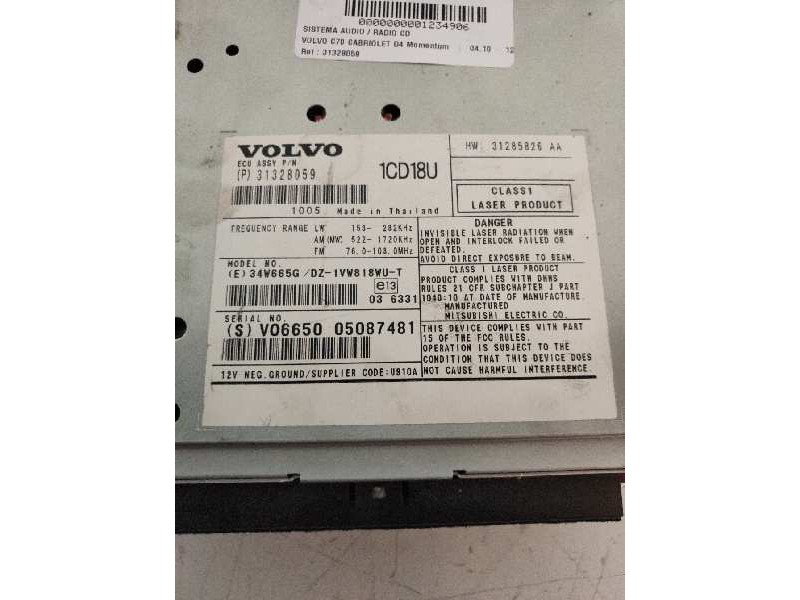 0000000001234906
SISTEMA AUDIO / RADIO CD
VOLVO C70 CABRIOLET D4 Momentum 04.10 12
Ref: 31328059
VOLVO
ECU ASSY P/N
(P) 31328059
1CD18U
HW: 31285826 AA
CLASS1
LASER PRODUCT
1005 Made in Thailand
FREQUENCY RANGE LW 153- 282KHz
AM (MW) 522-1720KHz
FM 76.0-108.0MHz
MODEL NO.
(E) 34W665G/DZ-1VW818WU-T
e13
03 6331
SERIAL NO.
(S) VO6650 05087481
12V NEG.GROUND/SUPPLIER CODE:U910A
DANGER
INVISIBLE LASER RADIATION WHEN
OPEN AND INTERLOCK FAILED OR
DEFEATED.
AVOID DIRECT EXPOSURE TO BEAM.
CLASS I LASER PRODUCT
PRODUCT COMPLIES WITH DHHS
RULES 21 CFR SUBCHAPTER J PART
1040:10 AT DATE OF MANUFACTURE.
MANUFACTURED
MITSUBISHI ELECTRIC CO.
THIS DEVICE COMPLIES WITH PART
15 OF THE FCC RULES.
OPERATION IS SUBJECT TO THE
CONDITION THAT THIS DEVICE DOES
NOT CAUSE HARMFUL INTERFERENCE.